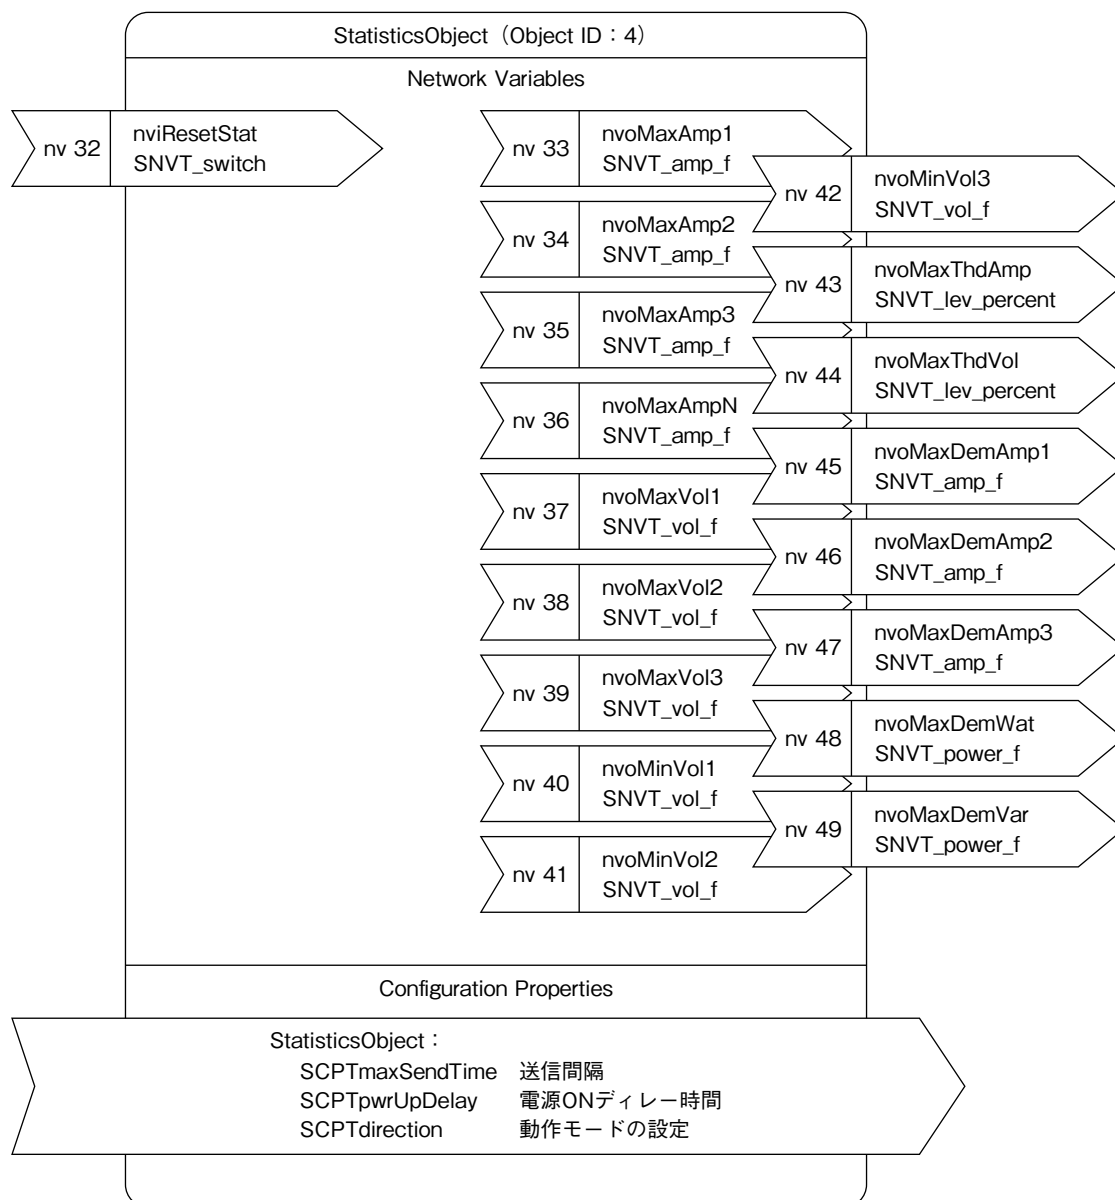 StatisticsObject（Object ID：4）
Network Variables
nv 32
nviResetStat
SNVT_switch
nv 33
nvoMaxAmp1
SNVT_amp_f
nv 34
nvoMaxAmp2
SNVT_amp_f
nv 35
nvoMaxAmp3
SNVT_amp_f
nv 36
nvoMaxAmpN
SNVT_amp_f
nv 37
nvoMaxVol1
SNVT_vol_f
nv 38
nvoMaxVol2
SNVT_vol_f
nv 39
nvoMaxVol3
SNVT_vol_f
nv 40
nvoMinVol1
SNVT_vol_f
nv 41
nvoMinVol2
SNVT_vol_f
nv 42
nvoMinVol3
SNVT_vol_f
nv 43
nvoMaxThdAmp
SNVT_lev_percent
nv 44
nvoMaxThdVol
SNVT_lev_percent
nv 45
nvoMaxDemAmp1
SNVT_amp_f
nv 46
nvoMaxDemAmp2
SNVT_amp_f
nv 47
nvoMaxDemAmp3
SNVT_amp_f
nv 48
nvoMaxDemWat
SNVT_power_f
nv 49
nvoMaxDemVar
SNVT_power_f
Configuration Properties
StatisticsObject：
SCPTmaxSendTime 送信間隔
SCPTpwrUpDelay 電源ONディレー時間
SCPTdirection 動作モードの設定